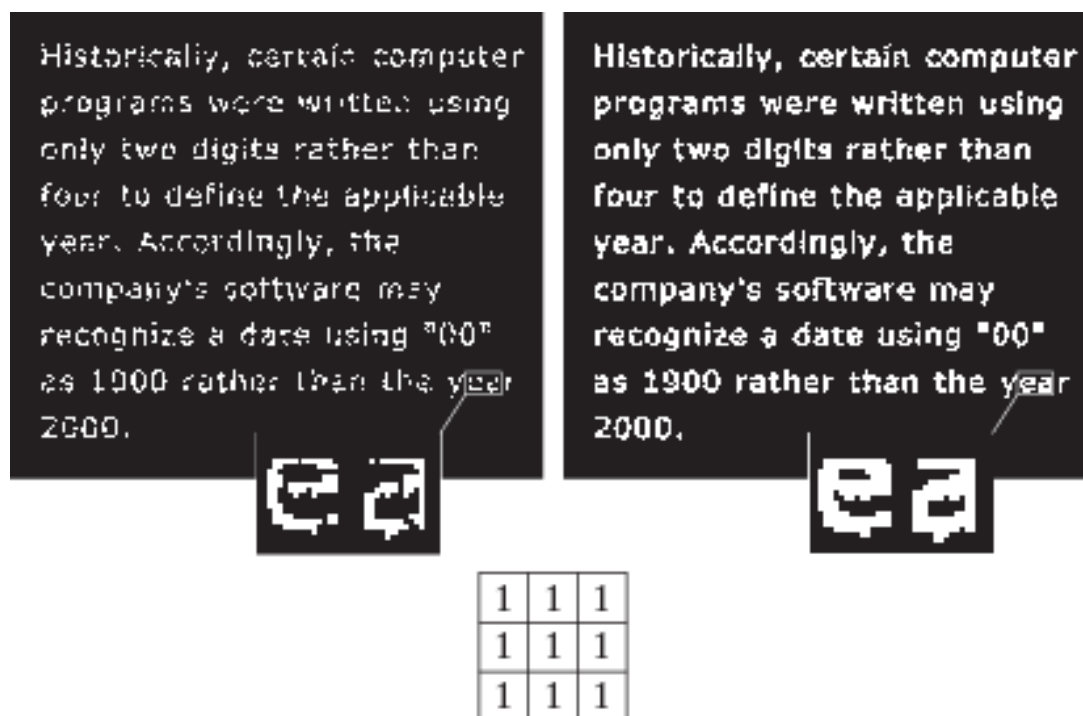 Historically, certain computer
programs were written using
only two digits rather than
four to define the applicable
year. Accordingly, the
company's software may
recognize a date using "00"
as 1900 rather than the year
2000.
Historically, certain computer
programs were written using
only two digits rather than
four to define the applicable
year. Accordingly, the
company's software may
recognize a date using "00"
as 1900 rather than the year
2000.
e a
e a
1 1 1
1 1 1
1 1 1